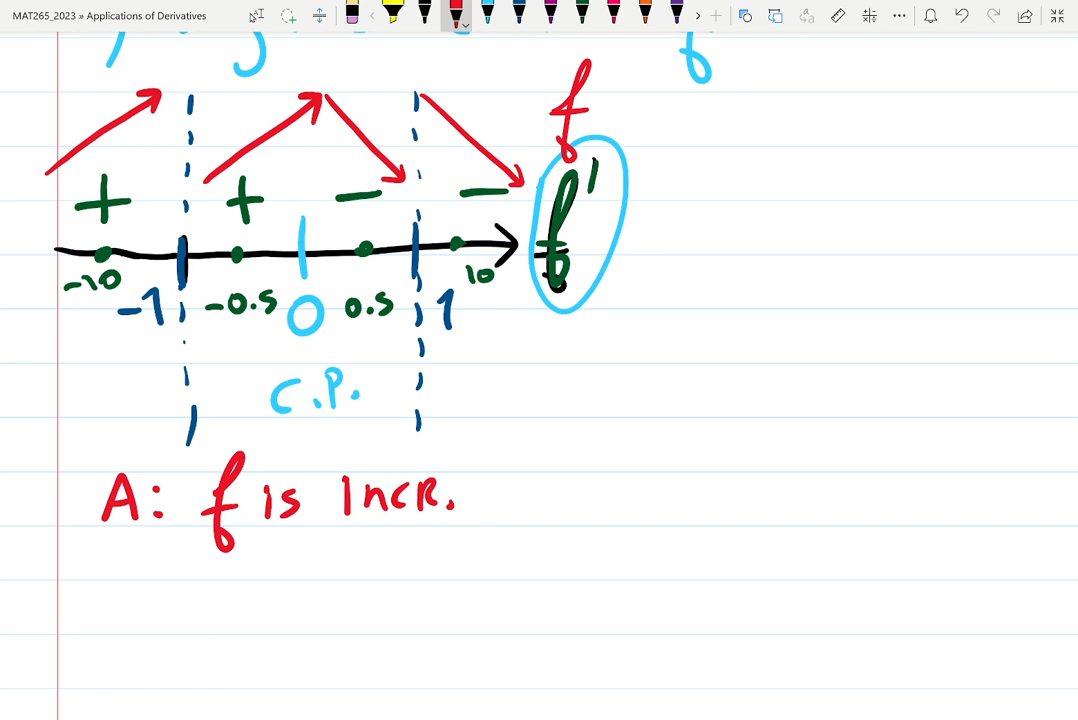 MAT265_2023 » Applications of Derivatives
f
+ + - - f'
-10 -0.5 0.5 10
-1 0 1
C.P.
A: f is incr.